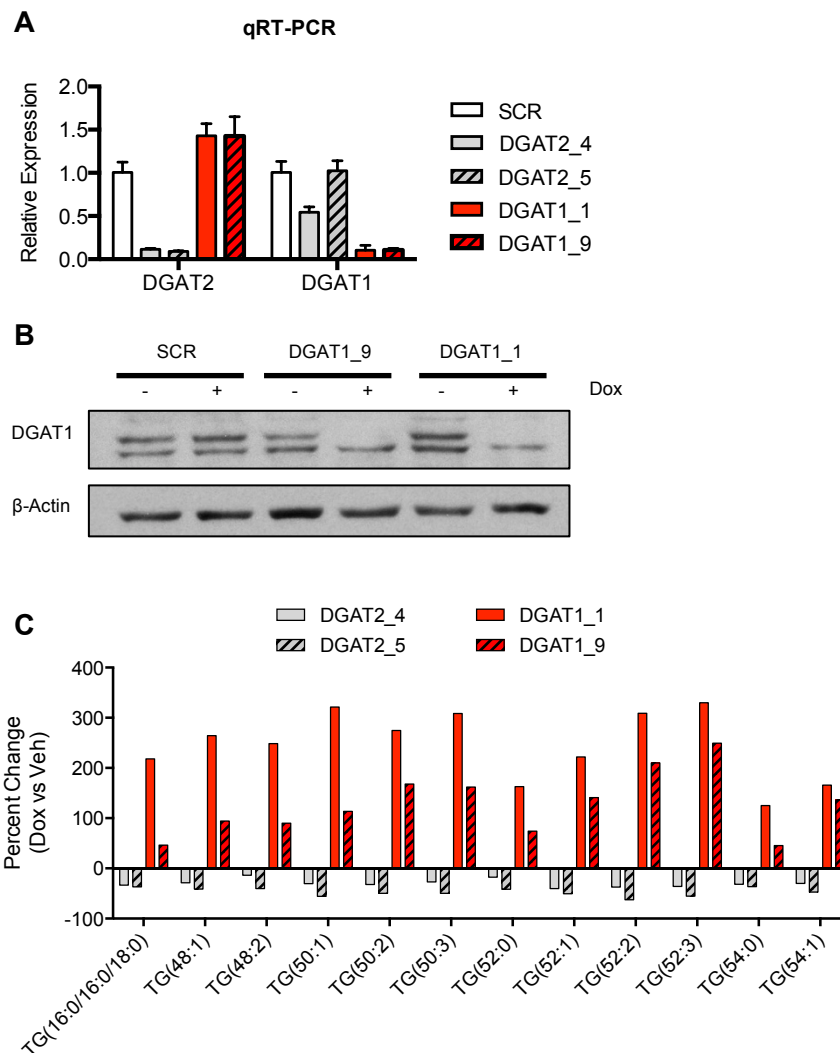 A
qRT-PCR
Relative Expression
2.0
1.5
1.0
0.5
0.0
DGAT2 DGAT1
SCR
DGAT2_4
DGAT2_5
DGAT1_1
DGAT1_9
B
SCR DGAT1_9 DGAT1_1
- + - + - + Dox
DGAT1
β-Actin
C
DGAT2_4 DGAT1_1
DGAT2_5 DGAT1_9
Percent Change
(Dox vs Veh)
400
300
200
100
0
-100
TG(16:0/16:0/18:0)
TG(48:1)
TG(48:2)
TG(50:1)
TG(50:2)
TG(50:3)
TG(52:0)
TG(52:1)
TG(52:2)
TG(52:3)
TG(54:0)
TG(54:1)